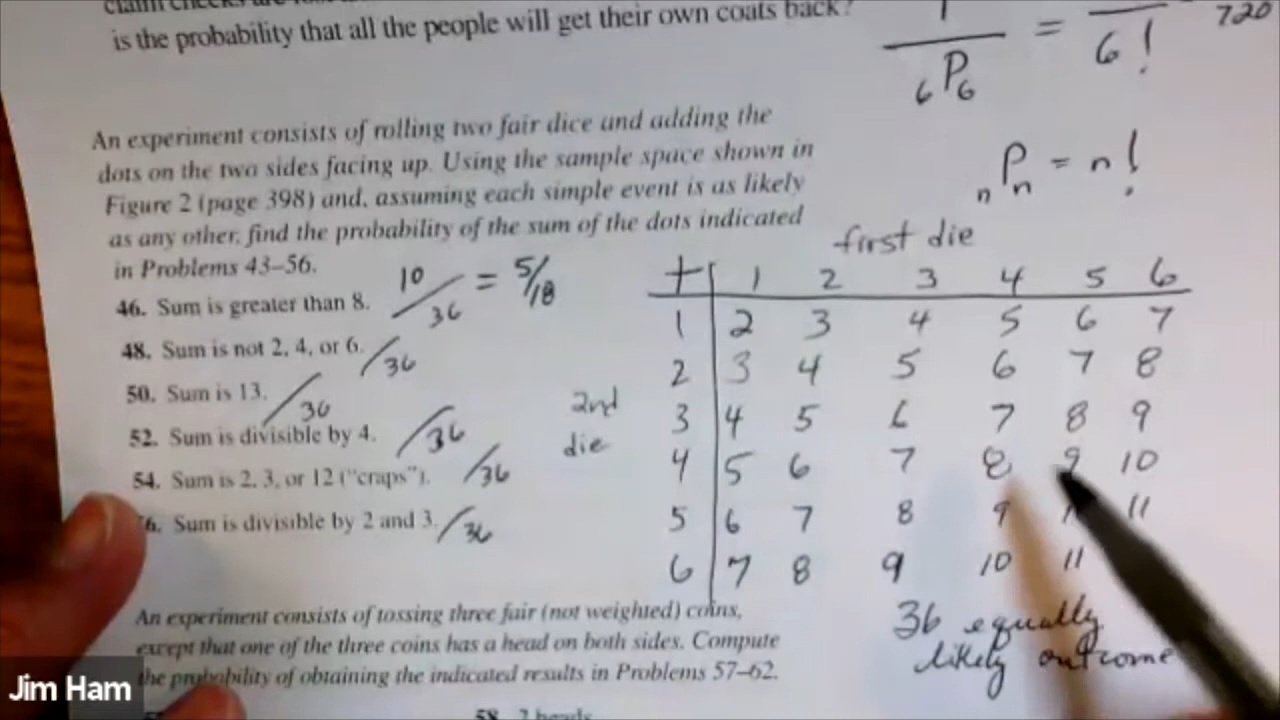 claim checks are
is the probability that all the people will get their own coats back?
1/6P6 = /6! 720
nPn = n!
An experiment consists of rolling two fair dice and adding the
dots on the two sides facing up. Using the sample space shown in
Figure 2 (page 398) and, assuming each simple event is as likely
as any other, find the probability of the sum of the dots indicated
in Problems 43–56.
46. Sum is greater than 8. 10/36 = 5/18
48. Sum is not 2, 4, or 6. /36
50. Sum is 13. /36
52. Sum is divisible by 4. /36
54. Sum is 2, 3, or 12 ("craps"). /36
6. Sum is divisible by 2 and 3. /36
first die
+ 1 2 3 4 5 6
1 2 3 4 5 6 7
2 3 4 5 6 7 8
2nd
3 4 5 6 7 8 9
die
4 5 6 7 8 9 10
5 6 7 8 9 11
6 7 8 9 10 11
36 equally
likely outcome
An experiment consists of tossing three fair (not weighted) coins,
except that one of the three coins has a head on both sides. Compute
the probability of obtaining the indicated results in Problems 57–62.
58. 2 heads
Jim Ham